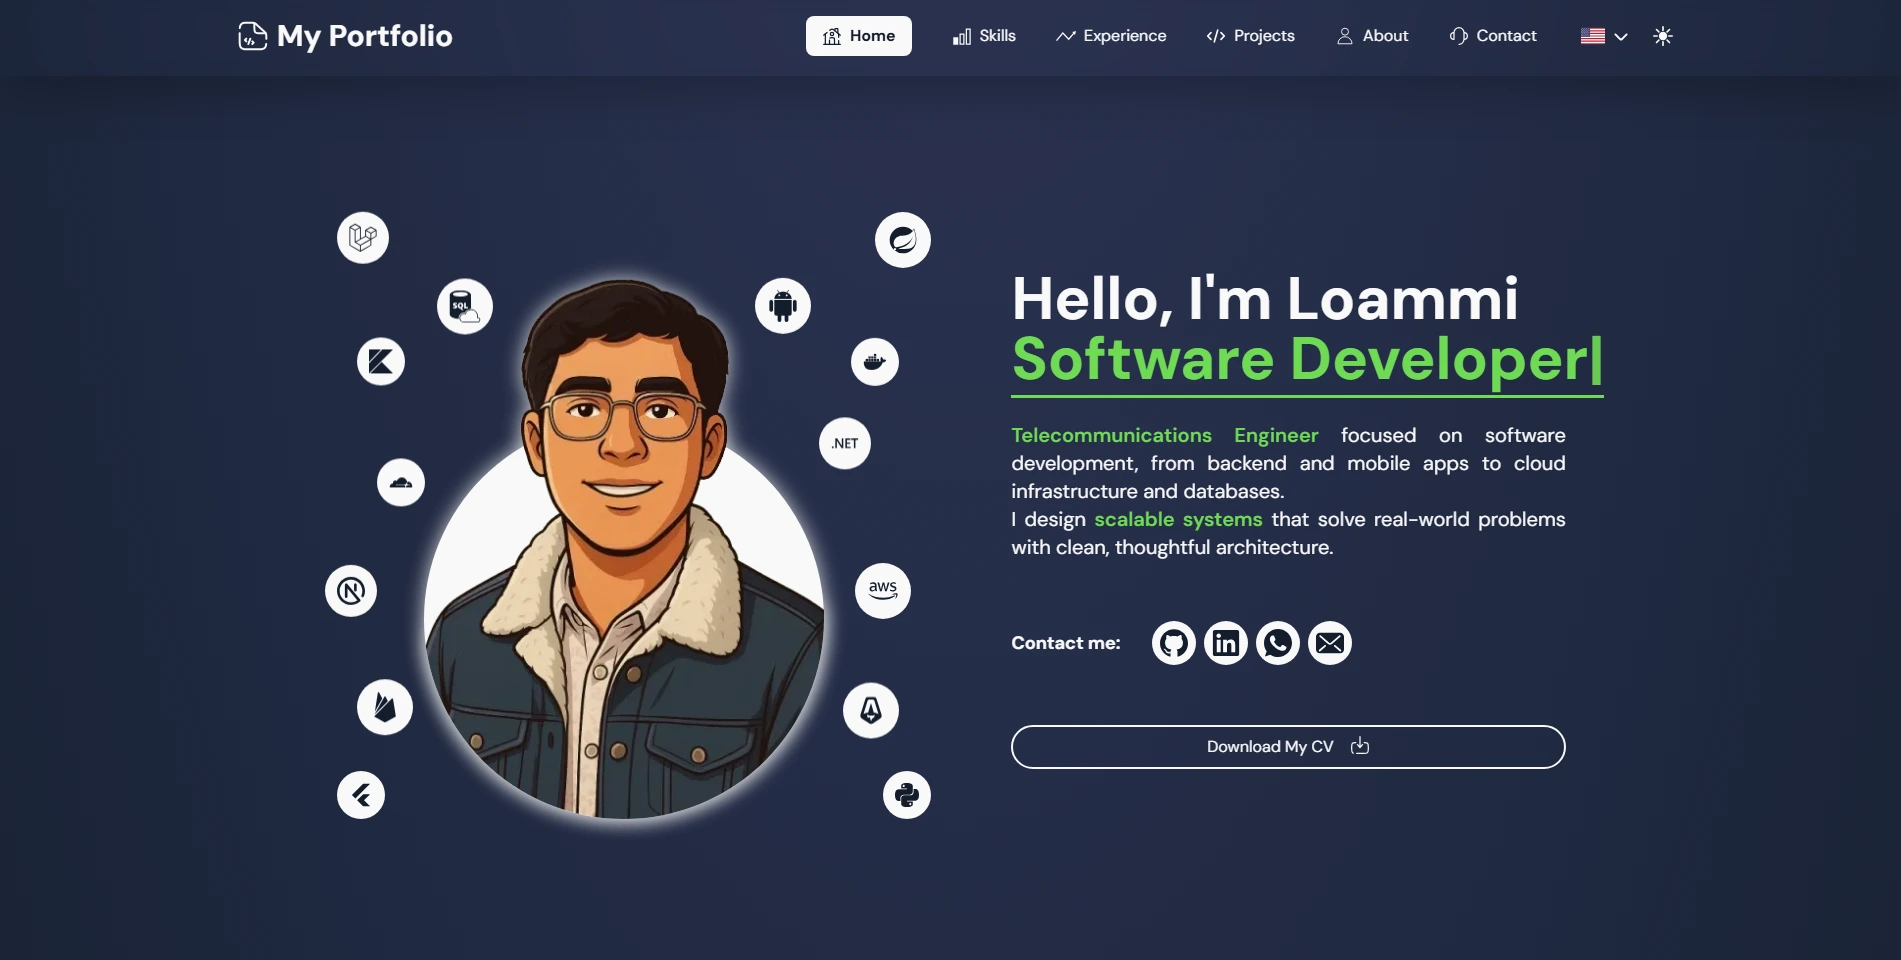 My Portfolio
Home
Skills
Experience
Projects
About
Contact
SQL
.NET
aws
Hello, I'm Loammi
Software Developer|
Telecommunications Engineer focused on software
development, from backend and mobile apps to cloud
infrastructure and databases.
I design scalable systems that solve real-world problems
with clean, thoughtful architecture.
Contact me:
in
Download My CV